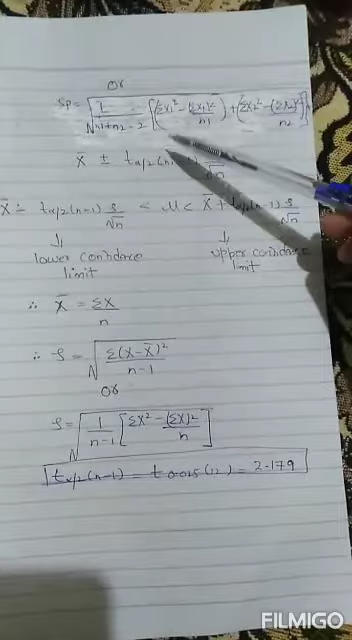 Or
Sp = √ 1/n1+n2-2 [(Σx1² - (Σx1)²/n1) + (Σx2² - (Σx2)²/n2)]
x̄ ± tα/2(n-1) /√n
x̄ ± tα/2(n-1) s/√n < μ < x̄ + tα/2(n-1) s/√n
↓ ↓
lower coindance upper coindance
limit limit
∴ x̄ = Σx/n
∴ s = √ Σ(x-x̄)²/n-1
or
s = √ 1/n-1 [Σx² - (Σx)²/n]
tα/2(n-1) = t0.025(12) = 2.179
FILMIGO